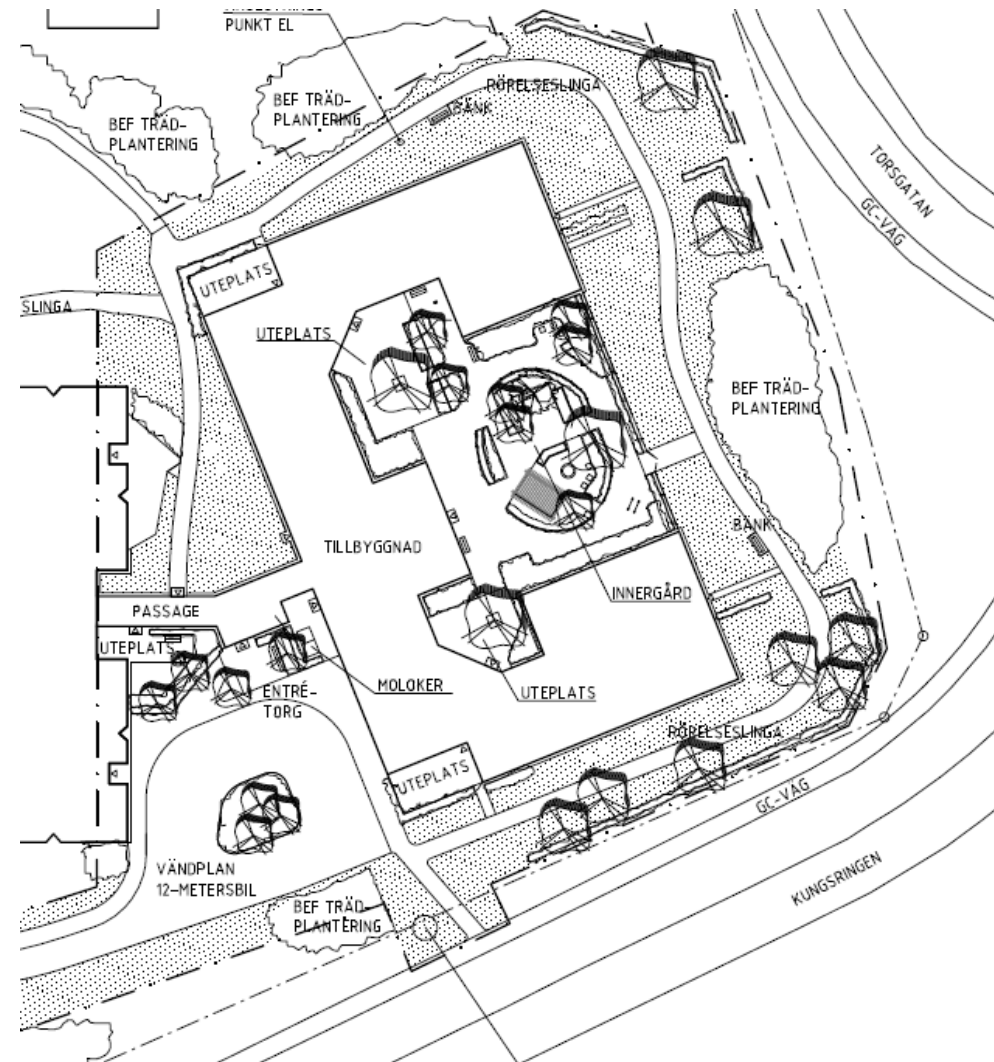 PUNKT EL
RÖRELSESLINGA
BÄNK
BEF TRÄD-
PLANTERING
BEF TRÄD-
PLANTERING
TORSGATAN
GC-VÄG
UTEPLATS
SLINGA
UTEPLATS
BEF TRÄD-
PLANTERING
BÄNK
TILLBYGGNAD
INNERGÅRD
PASSAGE
UTEPLATS
MOLOKER
UTEPLATS
ENTRÉ-
TORG
RÖRELSESLINGA
UTEPLATS
GC-VÄG
VÄNDPLAN
12-METERSBIL
KUNGSRINGEN
BEF TRÄD-
PLANTERING